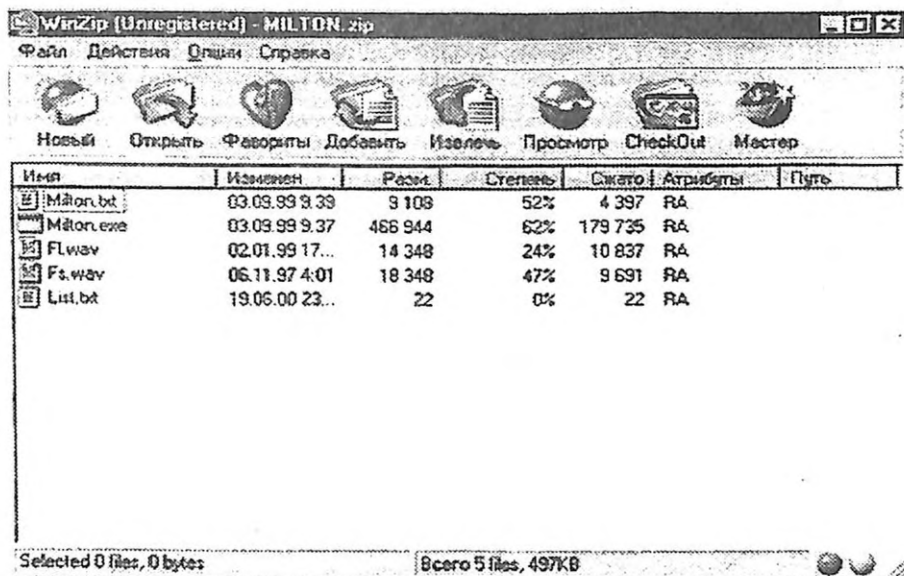 WinZip (Unregistered) - MILTON.zip
Файл Действия Опции Справка
Новый Открыть Фавориты Добавить Извлечь Просмотр CheckOut Мастер
Имя Изменен Разм. Степень Сжато Атрибуты Путь
Milton.txt 03.09.99 9.39 9 108 52% 4 397 RA
Milton.exe 03.09.99 9.37 466 944 62% 179 735 RA
Fl.wav 02.01.99 17... 14 348 24% 10 837 RA
Fs.wav 06.11.97 4:01 18 348 47% 9 691 RA
List.txt 19.06.00 23... 22 0% 22 RA
Selected 0 files, 0 bytes Всего 5 files, 497KB